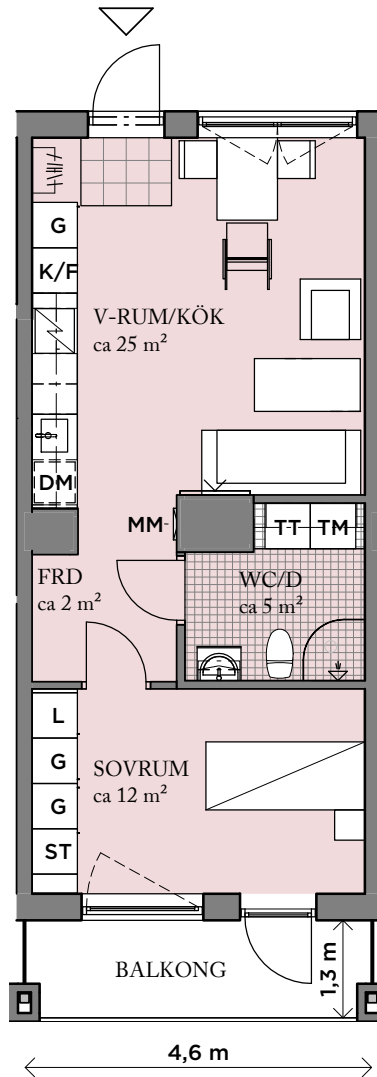 G
K/F
V-RUM/KÖK
ca 25 m²
DM
MM
TT TM
FRD
ca 2 m²
WC/D
ca 5 m²
L
G
G
ST
SOVRUM
ca 12 m²
BALKONG
1,3 m
4,6 m